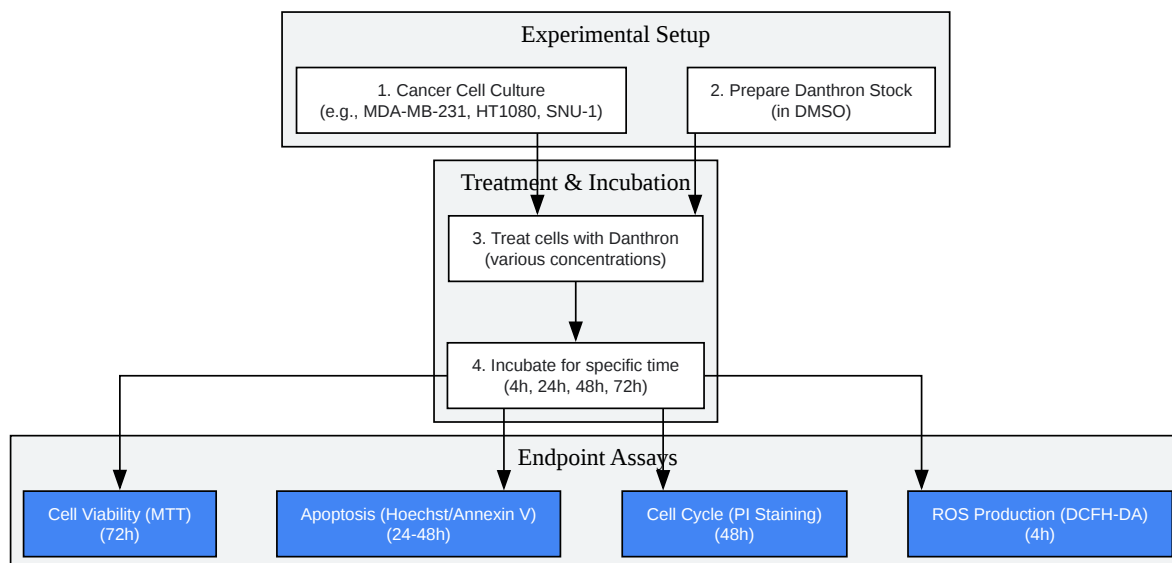 Experimental Setup
1. Cancer Cell Culture
(e.g., MDA-MB-231, HT1080, SNU-1)
2. Prepare Danthron Stock
(in DMSO)
Treatment & Incubation
3. Treat cells with Danthron
(various concentrations)
4. Incubate for specific time
(4h, 24h, 48h, 72h)
Endpoint Assays
Cell Viability (MTT)
(72h)
Apoptosis (Hoechst/Annexin V)
(24-48h)
Cell Cycle (PI Staining)
(48h)
ROS Production (DCFH-DA)
(4h)